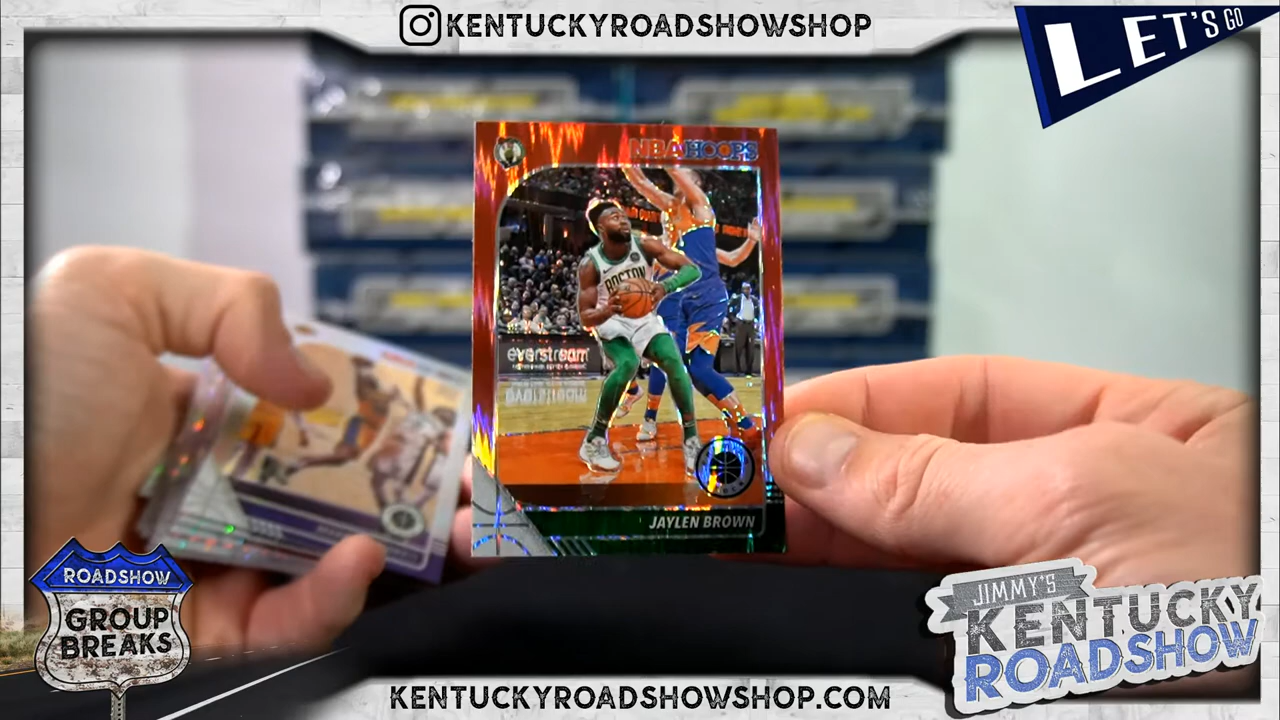 KENTUCKYROADSHOWSHOP
LET'S GO
NBA HOOPS
BOSTON
everstream
JAYLEN BROWN
ROADSHOW
GROUP
BREAKS
JIMMY'S
KENTUCKY
ROADSHOW
KENTUCKYROADSHOWSHOP.COM